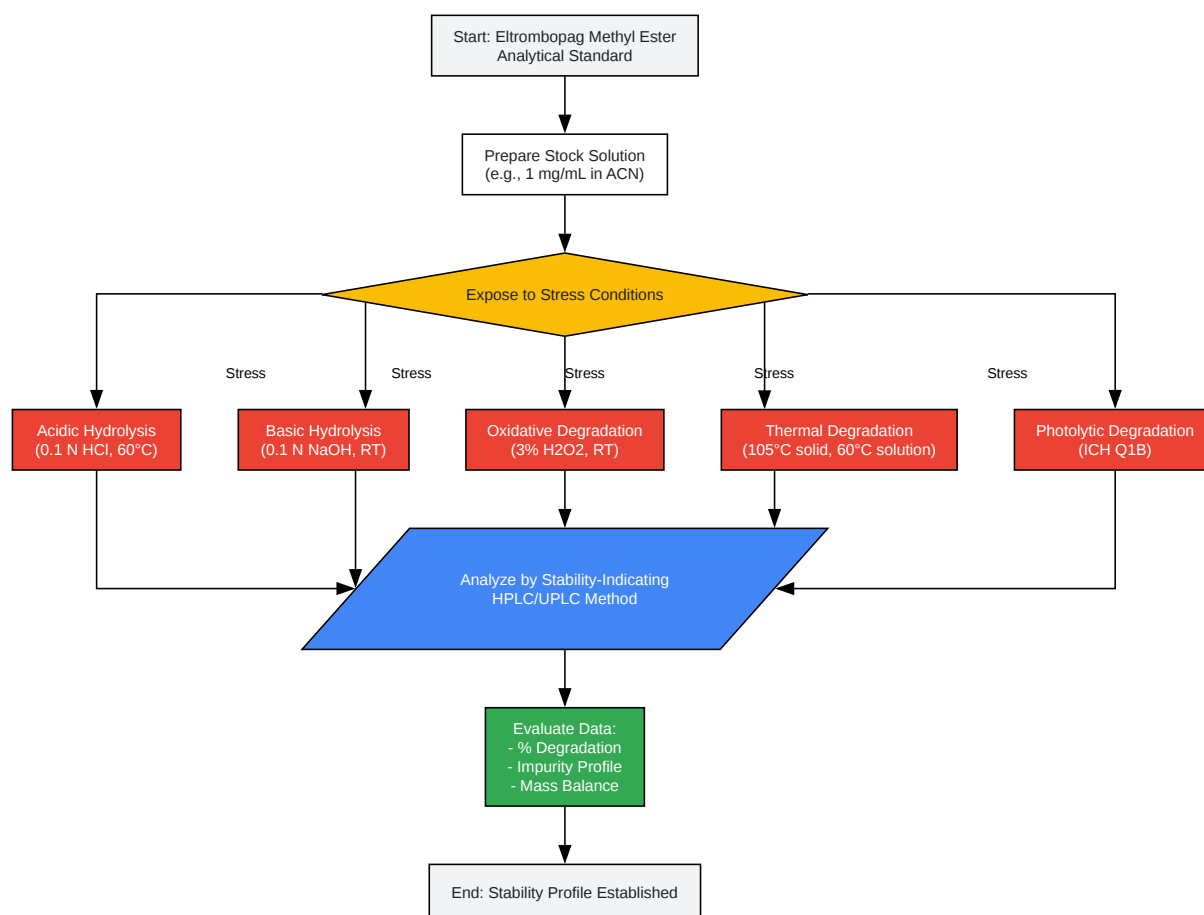 Start: Eltrombopag Methyl Ester
Analytical Standard
Prepare Stock Solution
(e.g., 1 mg/mL in ACN)
Expose to Stress Conditions
Stress
Stress
Stress
Stress
Stress
Acidic Hydrolysis
(0.1 N HCl, 60°C)
Basic Hydrolysis
(0.1 N NaOH, RT)
Oxidative Degradation
(3% H2O2, RT)
Thermal Degradation
(105°C solid, 60°C solution)
Photolytic Degradation
(ICH Q1B)
Analyze by Stability-Indicating
HPLC/UPLC Method
Evaluate Data:
- % Degradation
- Impurity Profile
- Mass Balance
End: Stability Profile Established